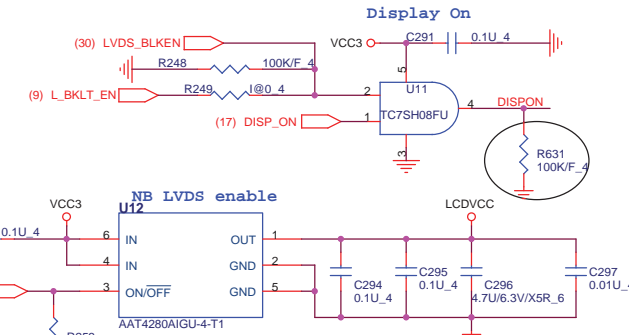 Display On
(30) LVDS_BLKEN
VCC3
C291
0.1U_4
R248
100K/F_4
5
U11
(9) L_BKLT_EN
R249
I@0_4
2
4
DISPON
TC7SH08FU
(17) DISP_ON
1
3
R631
100K/F_4
NB LVDS enable
VCC3
U12
LCDVCC
0.1U_4
6
IN
OUT
1
4
IN
GND
2
3
ON/OFF
GND
5
C294
0.1U_4
C295
0.1U_4
C296
4.7U/6.3V/X5R_6
C297
0.01U_4
AAT4280AIGU-4-T1